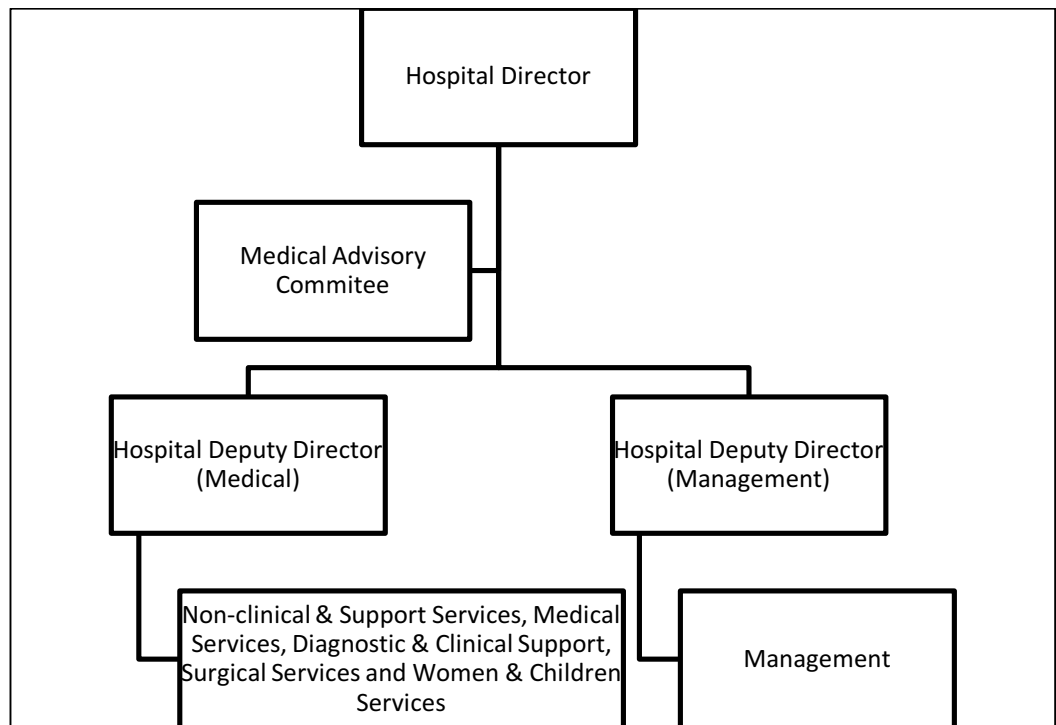 Hospital Director
Medical Advisory
Commitee
Hospital Deputy Director
(Medical)
Hospital Deputy Director
(Management)
Non-clinical & Support Services, Medical
Services, Diagnostic & Clinical Support,
Surgical Services and Women & Children
Services
Management